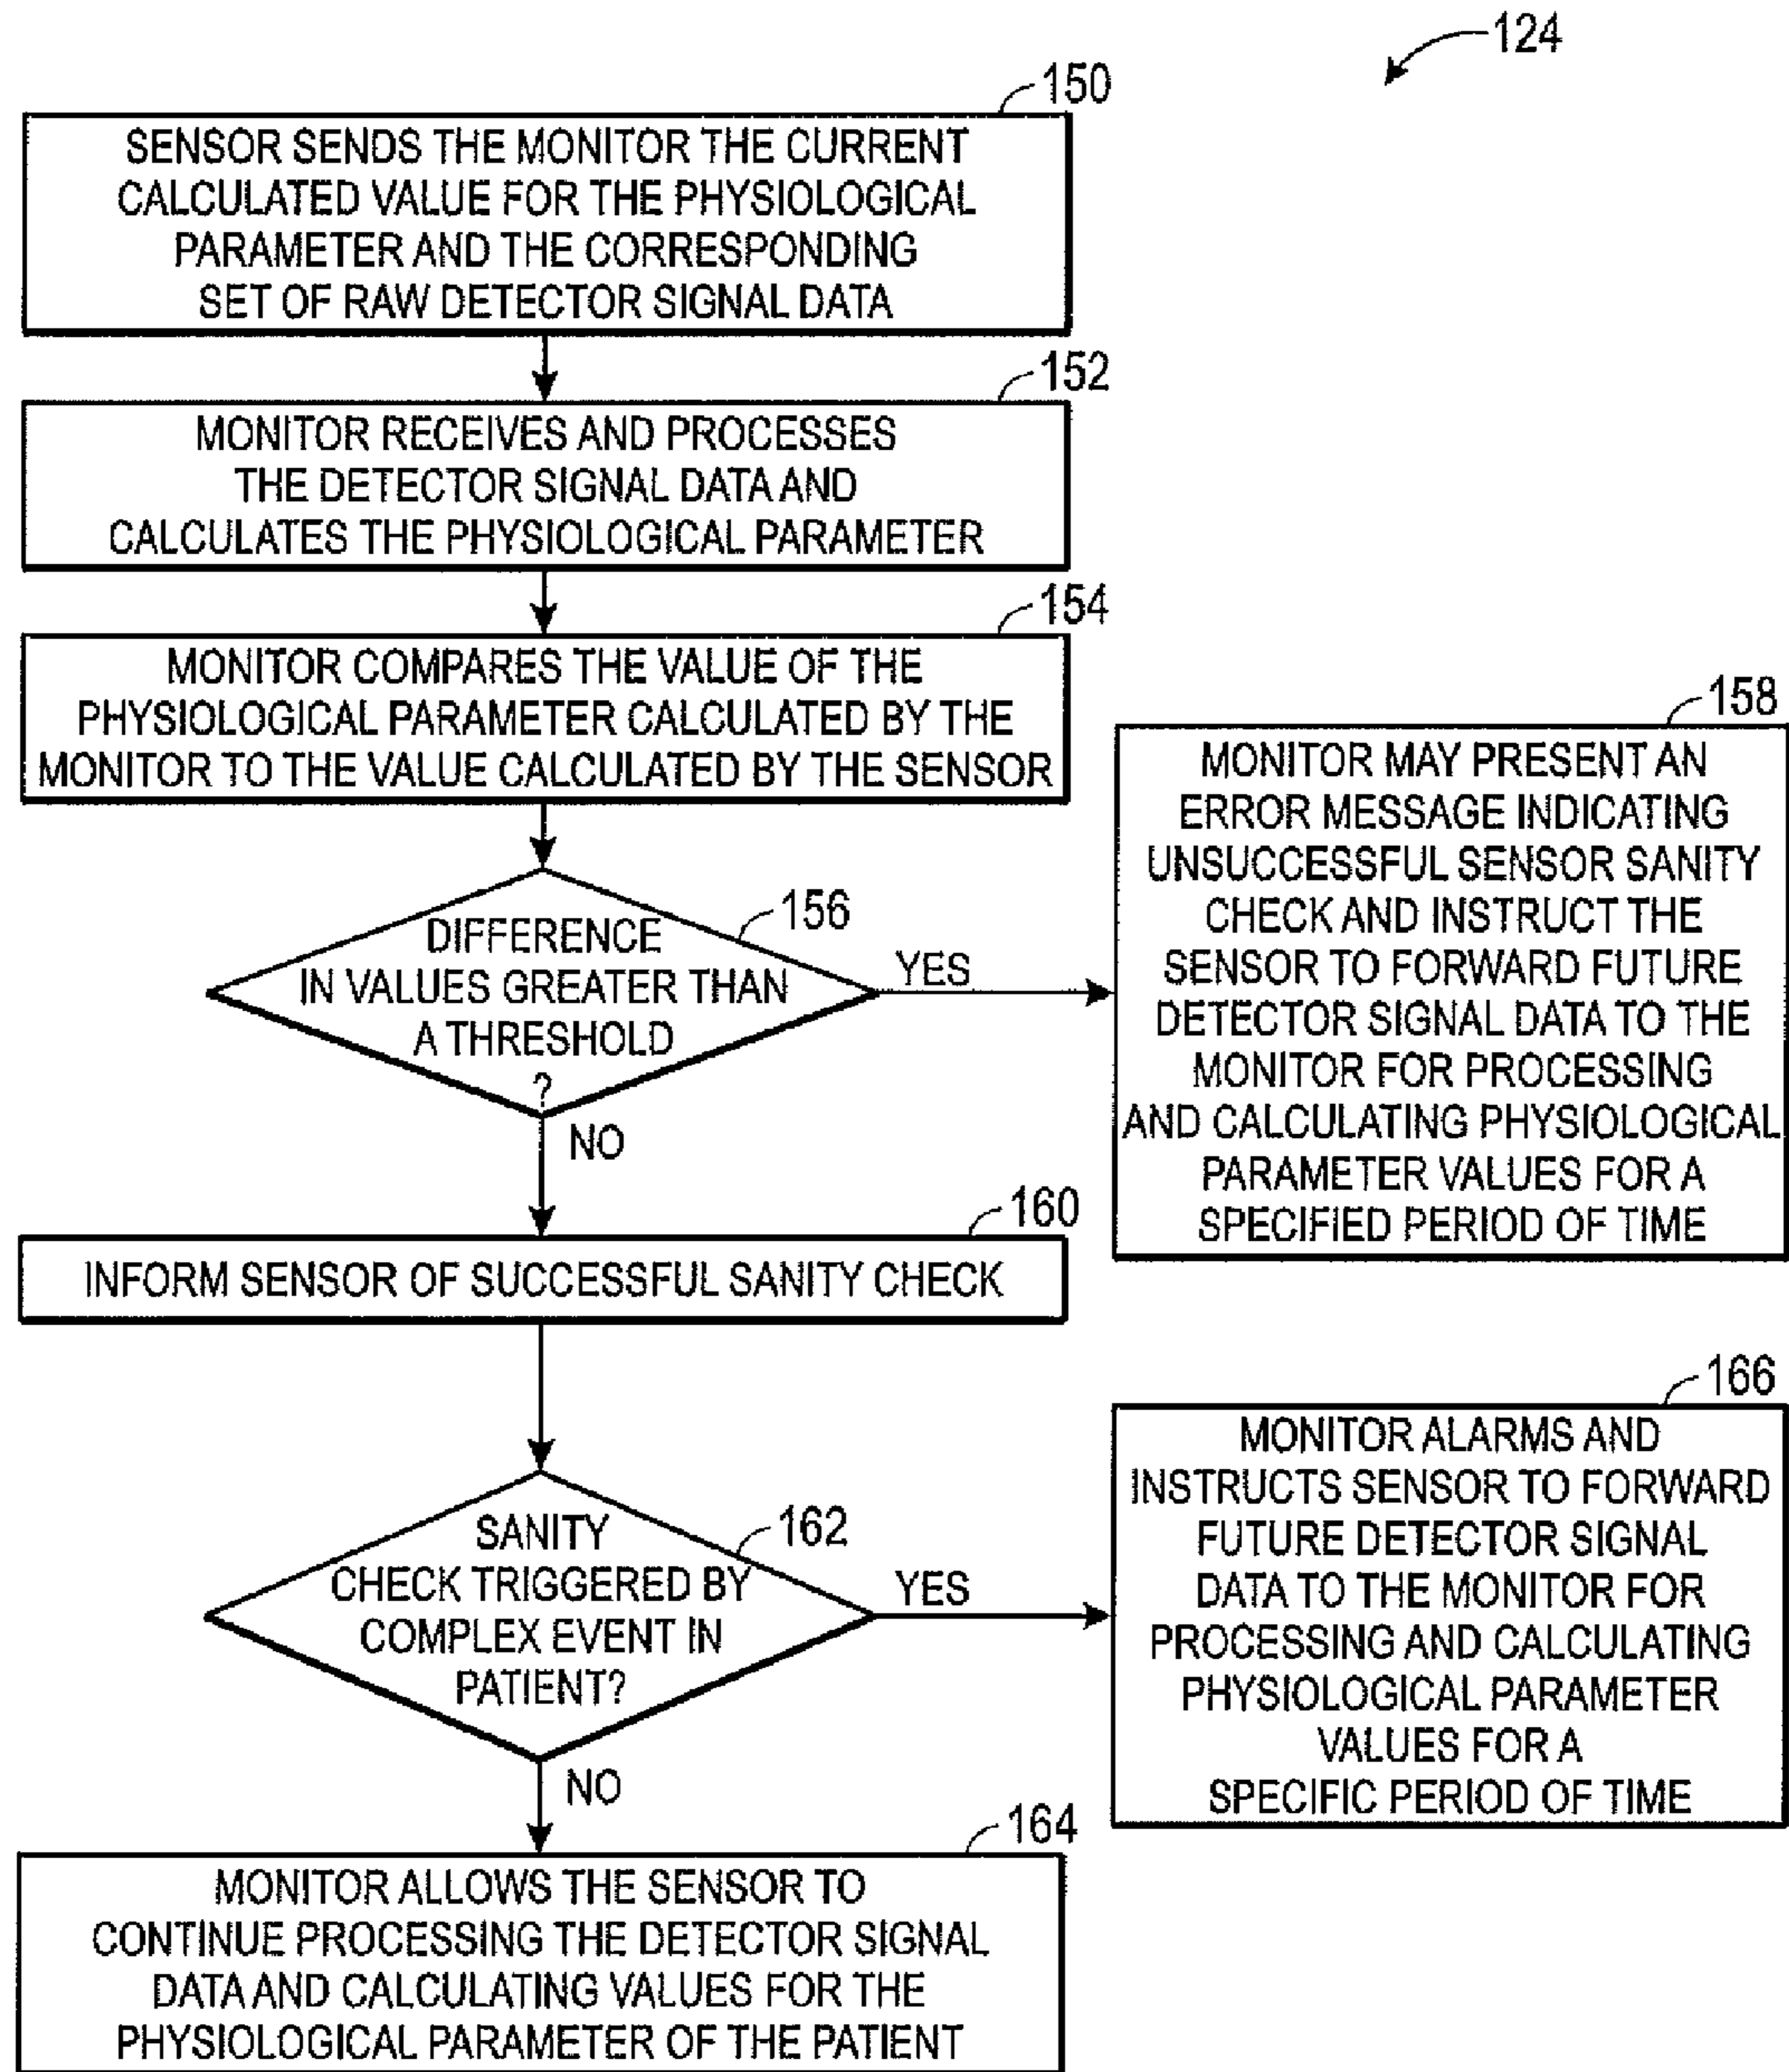 124
150
SENSOR SENDS THE MONITOR THE CURRENT
CALCULATED VALUE FOR THE PHYSIOLOGICAL
PARAMETER AND THE CORRESPONDING
SET OF RAW DETECTOR SIGNAL DATA
152
MONITOR RECEIVES AND PROCESSES
THE DETECTOR SIGNAL DATA AND
CALCULATES THE PHYSIOLOGICAL PARAMETER
154
MONITOR COMPARES THE VALUE OF THE
PHYSIOLOGICAL PARAMETER CALCULATED BY THE
MONITOR TO THE VALUE CALCULATED BY THE SENSOR
156
DIFFERENCE
IN VALUES GREATER THAN
A THRESHOLD
?
YES
NO
158
MONITOR MAY PRESENT AN
ERROR MESSAGE INDICATING
UNSUCCESSFUL SENSOR SANITY
CHECK AND INSTRUCT THE
SENSOR TO FORWARD FUTURE
DETECTOR SIGNAL DATA TO THE
MONITOR FOR PROCESSING
AND CALCULATING PHYSIOLOGICAL
PARAMETER VALUES FOR A
SPECIFIED PERIOD OF TIME
160
INFORM SENSOR OF SUCCESSFUL SANITY CHECK
162
SANITY
CHECK TRIGGERED BY
COMPLEX EVENT IN
PATIENT?
YES
NO
166
MONITOR ALARMS AND
INSTRUCTS SENSOR TO FORWARD
FUTURE DETECTOR SIGNAL
DATA TO THE MONITOR FOR
PROCESSING AND CALCULATING
PHYSIOLOGICAL PARAMETER
VALUES FOR A
SPECIFIC PERIOD OF TIME
164
MONITOR ALLOWS THE SENSOR TO
CONTINUE PROCESSING THE DETECTOR SIGNAL
DATA AND CALCULATING VALUES FOR THE
PHYSIOLOGICAL PARAMETER OF THE PATIENT